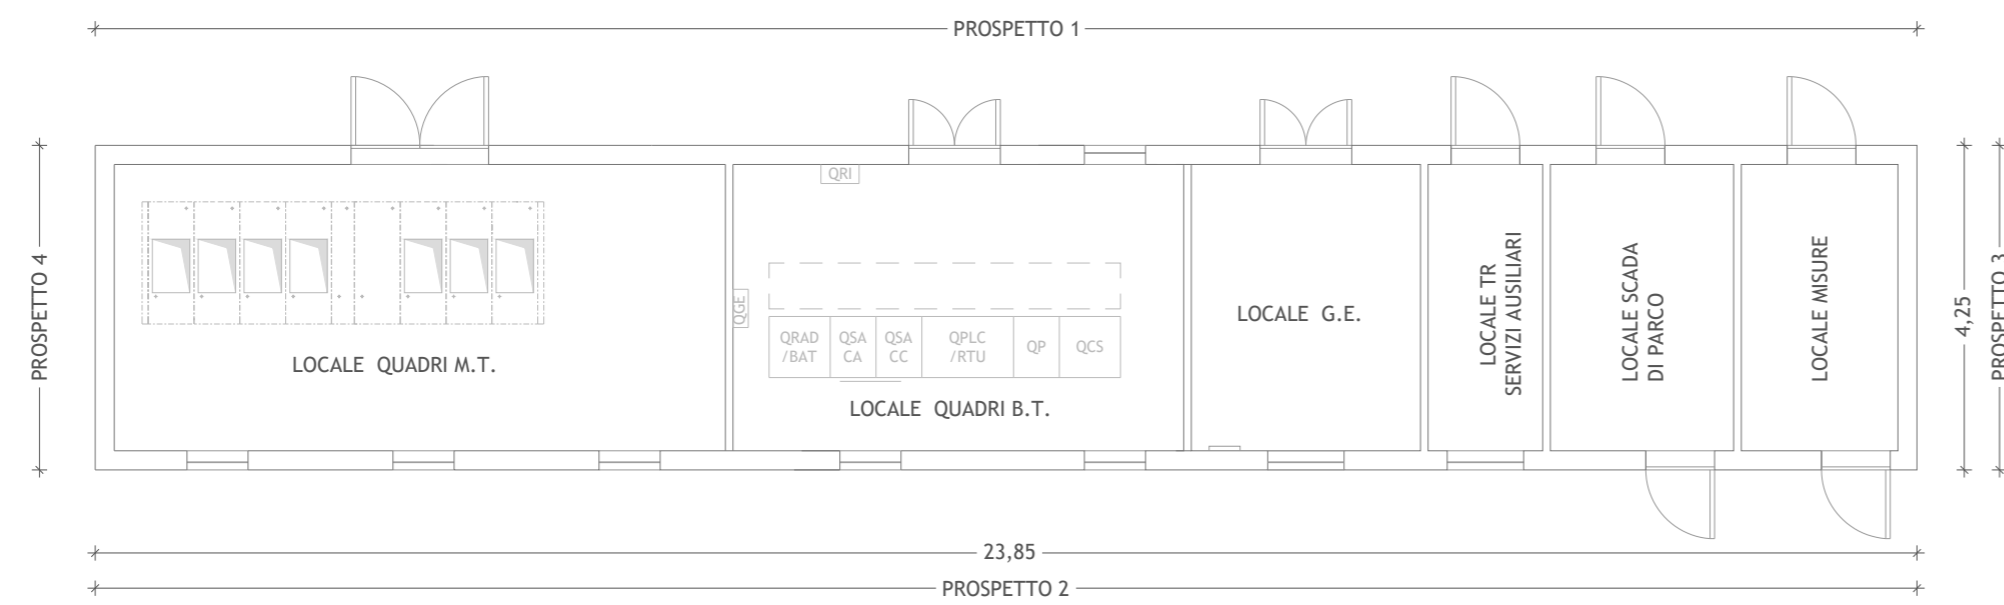 PROSPETTO 1
QRI
PROSPETTO 4
QGE
QRAD
/BAT
QSA
CA
QSA
CC
QPLC
/RTU
QP
QCS
LOCALE QUADRI M.T.
LOCALE QUADRI B.T.
LOCALE G.E.
LOCALE TR
SERVIZI AUSILIARI
LOCALE SCADA
DI PARCO
LOCALE MISURE
4,25
PROSPETTO 3
23,85
PROSPETTO 2